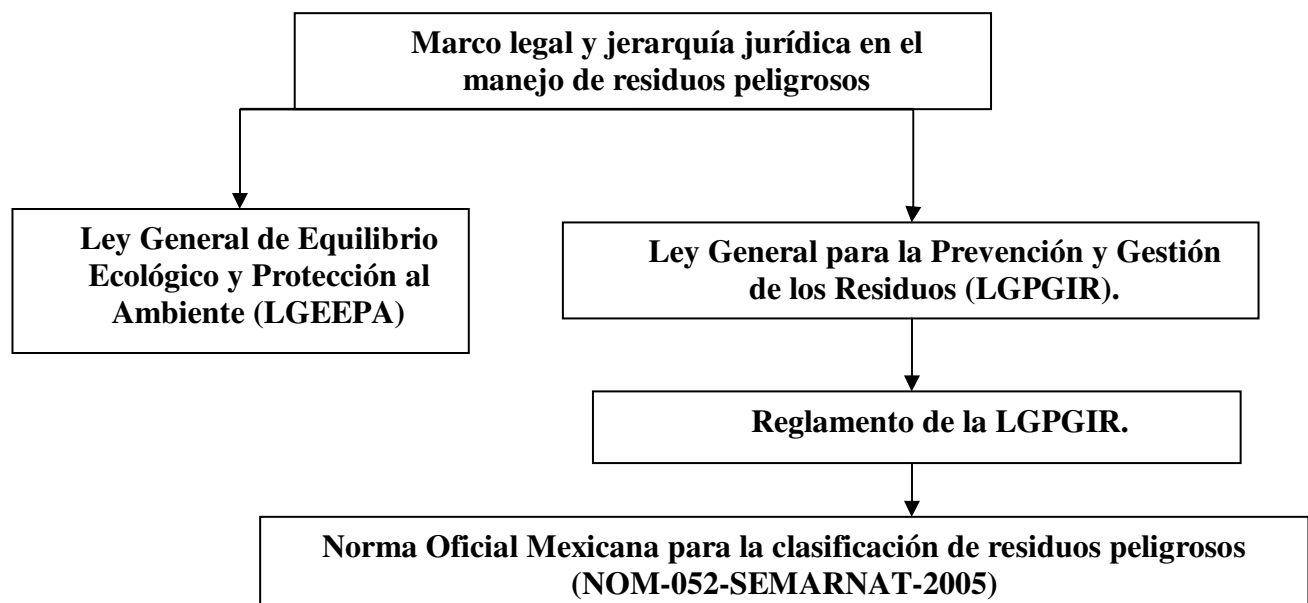 Marco legal y jerarquía jurídica en el
manejo de residuos peligrosos
Ley General de Equilibrio
Ecológico y Protección al
Ambiente (LGEEPA)
Ley General para la Prevención y Gestión
de los Residuos (LGPGIR).
Reglamento de la LGPGIR.
Norma Oficial Mexicana para la clasificación de residuos peligrosos
(NOM-052-SEMARNAT-2005)